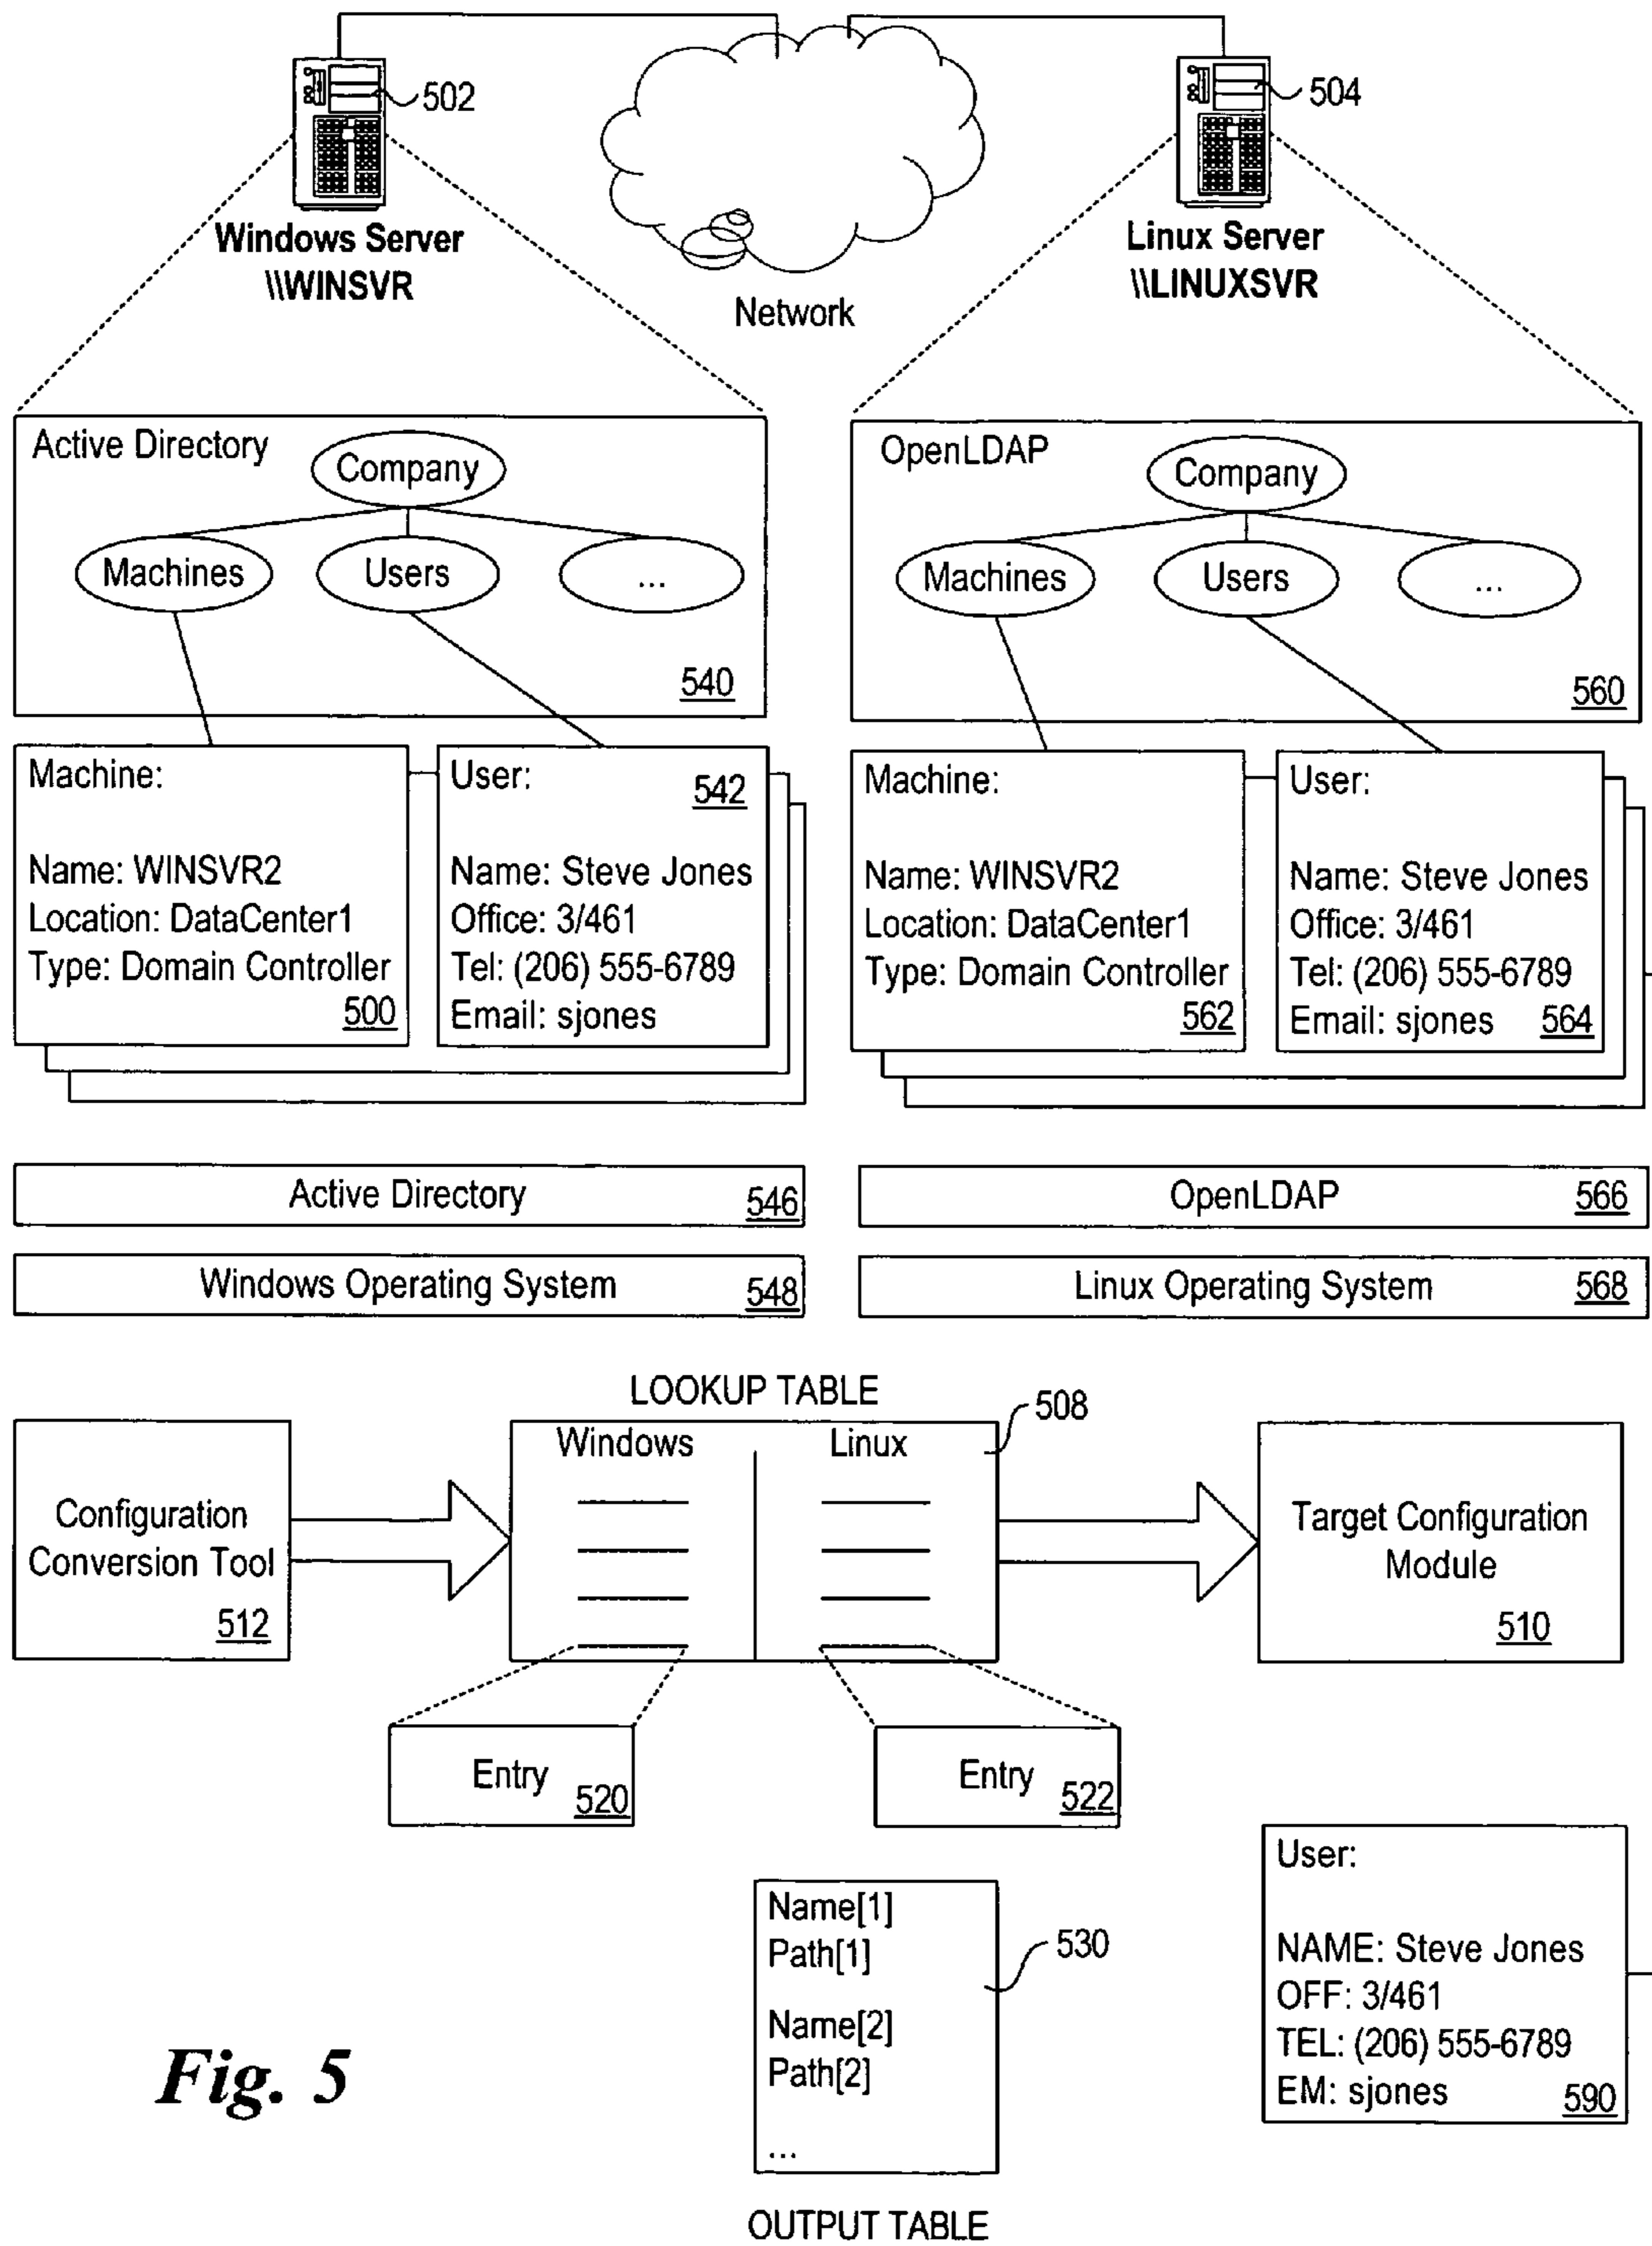 502
504
Windows Server
\\WINSVR
Linux Server
\\LINUXSVR
Network
Active Directory
Company
Machines
Users
...
540
OpenLDAP
Company
Machines
Users
...
560
Machine:
Name: WINSVR2
Location: DataCenter1
Type: Domain Controller
500
User:
542
Name: Steve Jones
Office: 3/461
Tel: (206) 555-6789
Email: sjones
Machine:
Name: WINSVR2
Location: DataCenter1
Type: Domain Controller
562
User:
Name: Steve Jones
Office: 3/461
Tel: (206) 555-6789
Email: sjones
564
Active Directory
546
OpenLDAP
566
Windows Operating System
548
Linux Operating System
568
LOOKUP TABLE
508
Configuration
Conversion Tool
512
Windows
Linux
Target Configuration
Module
510
Entry
520
Entry
522
Name[1]
Path[1]
Name[2]
Path[2]
...
530
OUTPUT TABLE
User:
NAME: Steve Jones
OFF: 3/461
TEL: (206) 555-6789
EM: sjones
590
Fig. 5